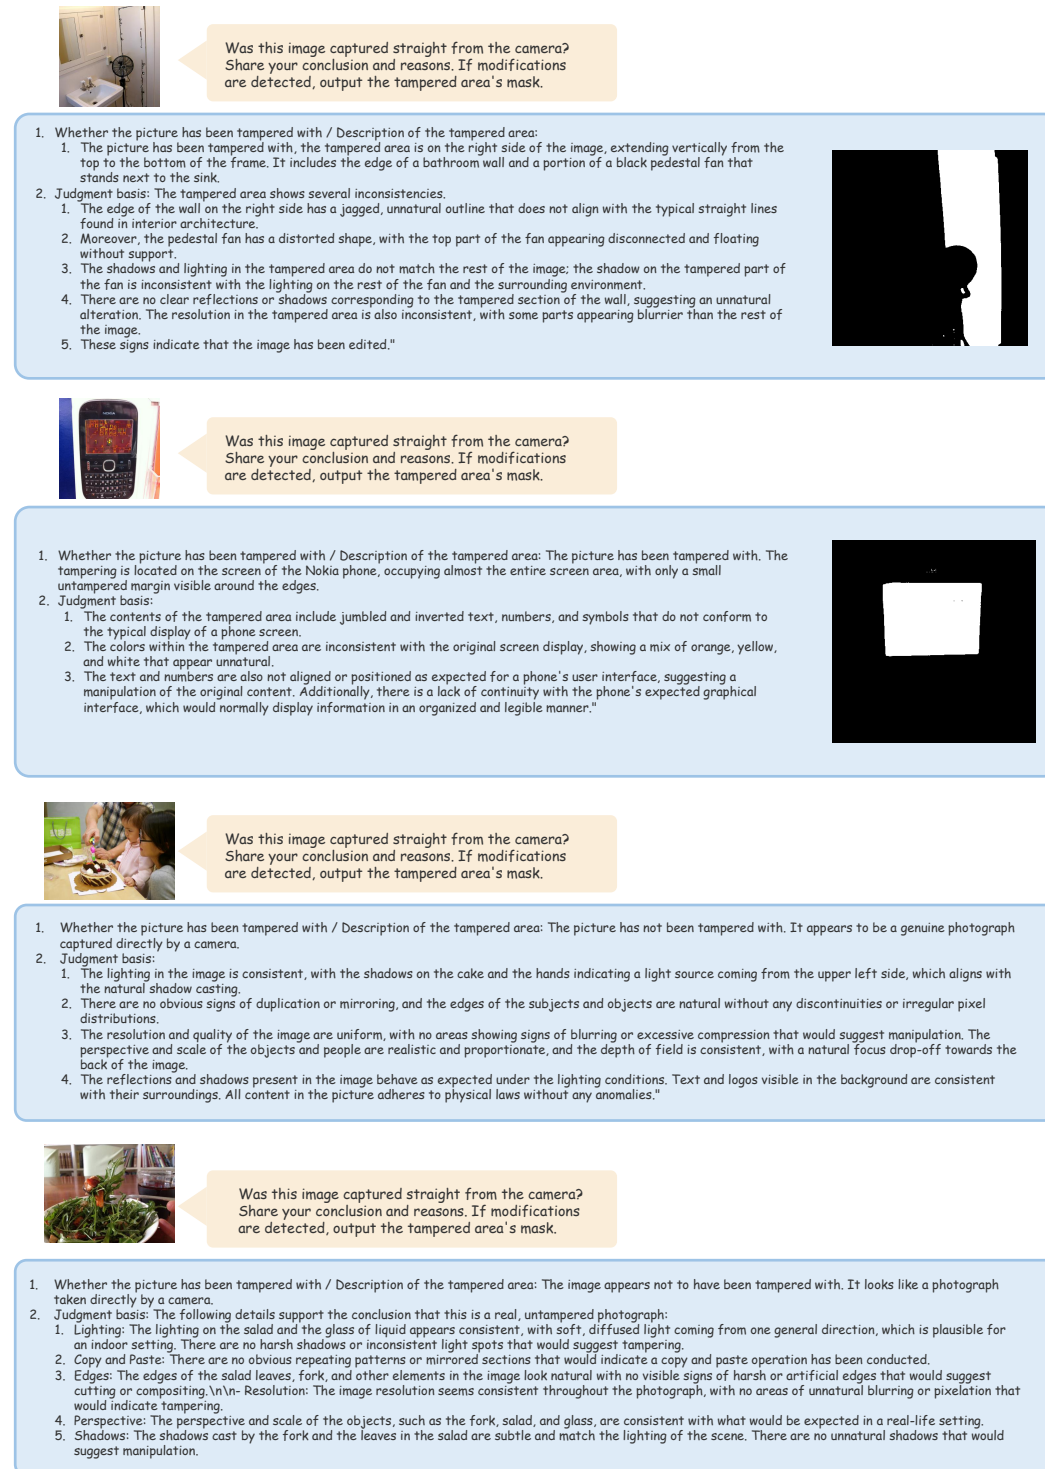 Was this image captured straight from the camera?
Share your conclusion and reasons. If modifications
are detected, output the tampered area's mask.
1. Whether the picture has been tampered with / Description of the tampered area:
1. The picture has been tampered with, the tampered area is on the right side of the image, extending vertically from the
top to the bottom of the frame. It includes the edge of a bathroom wall and a portion of a black pedestal fan that
stands next to the sink.
2. Judgment basis: The tampered area shows several inconsistencies.
1. The edge of the wall on the right side has a jagged, unnatural outline that does not align with the typical straight lines
found in interior architecture.
2. Moreover, the pedestal fan has a distorted shape, with the top part of the fan appearing disconnected and floating
without support.
3. The shadows and lighting in the tampered area do not match the rest of the image; the shadow on the tampered part of
the fan is inconsistent with the lighting on the rest of the fan and the surrounding environment.
4. There are no clear reflections or shadows corresponding to the tampered section of the wall, suggesting an unnatural
alteration. The resolution in the tampered area is also inconsistent, with some parts appearing blurrier than the rest of
the image.
5. These signs indicate that the image has been edited."
NOKIA
Was this image captured straight from the camera?
Share your conclusion and reasons. If modifications
are detected, output the tampered area's mask.
1. Whether the picture has been tampered with / Description of the tampered area: The picture has been tampered with. The
tampering is located on the screen of the Nokia phone, occupying almost the entire screen area, with only a small
untampered margin visible around the edges.
2. Judgment basis:
1. The contents of the tampered area include jumbled and inverted text, numbers, and symbols that do not conform to
the typical display of a phone screen.
2. The colors within the tampered area are inconsistent with the original screen display, showing a mix of orange, yellow,
and white that appear unnatural.
3. The text and numbers are also not aligned or positioned as expected for a phone's user interface, suggesting a
manipulation of the original content. Additionally, there is a lack of continuity with the phone's expected graphical
interface, which would normally display information in an organized and legible manner."
Was this image captured straight from the camera?
Share your conclusion and reasons. If modifications
are detected, output the tampered area's mask.
1. Whether the picture has been tampered with / Description of the tampered area: The picture has not been tampered with. It appears to be a genuine photograph
captured directly by a camera.
2. Judgment basis:
1. The lighting in the image is consistent, with the shadows on the cake and the hands indicating a light source coming from the upper left side, which aligns with
the natural shadow casting.
2. There are no obvious signs of duplication or mirroring, and the edges of the subjects and objects are natural without any discontinuities or irregular pixel
distributions.
3. The resolution and quality of the image are uniform, with no areas showing signs of blurring or excessive compression that would suggest manipulation. The
perspective and scale of the objects and people are realistic and proportionate, and the depth of field is consistent, with a natural focus drop-off towards the
back of the image.
4. The reflections and shadows present in the image behave as expected under the lighting conditions. Text and logos visible in the background are consistent
with their surroundings. All content in the picture adheres to physical laws without any anomalies."
Was this image captured straight from the camera?
Share your conclusion and reasons. If modifications
are detected, output the tampered area's mask.
1. Whether the picture has been tampered with / Description of the tampered area: The image appears not to have been tampered with. It looks like a photograph
taken directly by a camera.
2. Judgment basis: The following details support the conclusion that this is a real, untampered photograph:
1. Lighting: The lighting on the salad and the glass of liquid appears consistent, with soft, diffused light coming from one general direction, which is plausible for
an indoor setting. There are no harsh shadows or inconsistent light spots that would suggest tampering.
2. Copy and Paste: There are no obvious repeating patterns or mirrored sections that would indicate a copy and paste operation has been conducted.
3. Edges: The edges of the salad leaves, fork, and other elements in the image look natural with no visible signs of harsh or artificial edges that would suggest
cutting or compositing.\n\n- Resolution: The image resolution seems consistent throughout the photograph, with no areas of unnatural blurring or pixelation that
would indicate tampering.
4. Perspective: The perspective and scale of the objects, such as the fork, salad, and glass, are consistent with what would be expected in a real-life setting.
5. Shadows: The shadows cast by the fork and the leaves in the salad are subtle and match the lighting of the scene. There are no unnatural shadows that would
suggest manipulation.